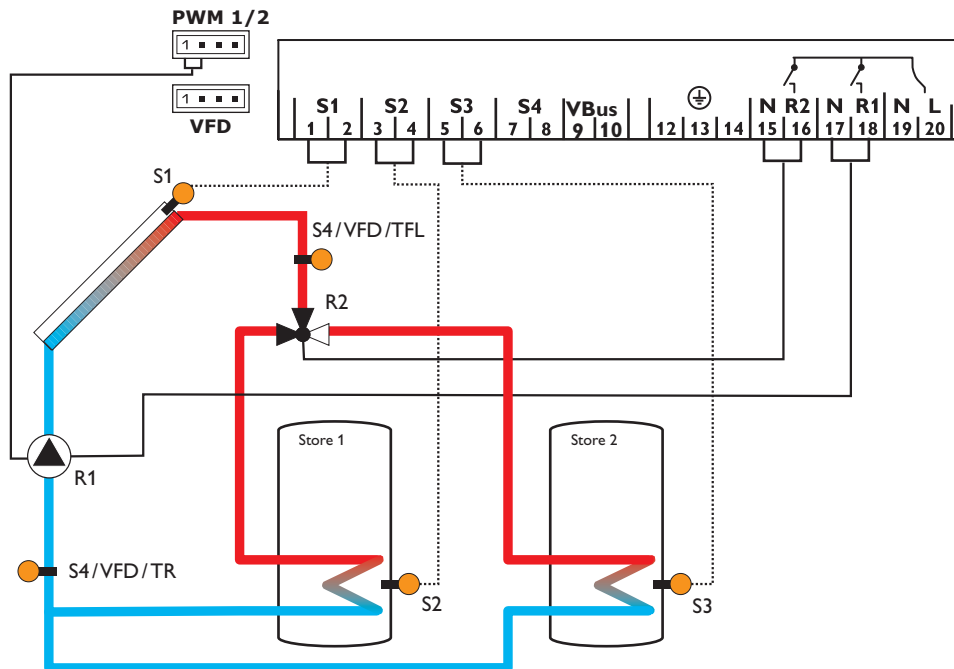 PWM 1/2
1
1
VFD
S1 S2 S3 S4 VBus N R2 N R1 N L
1 2 3 4 5 6 7 8 9 10 12 13 14 15 16 17 18 19 20
S1
S4/VFD/TFL
R2
Store 1
Store 2
R1
S4/VFD/TR
S2
S3